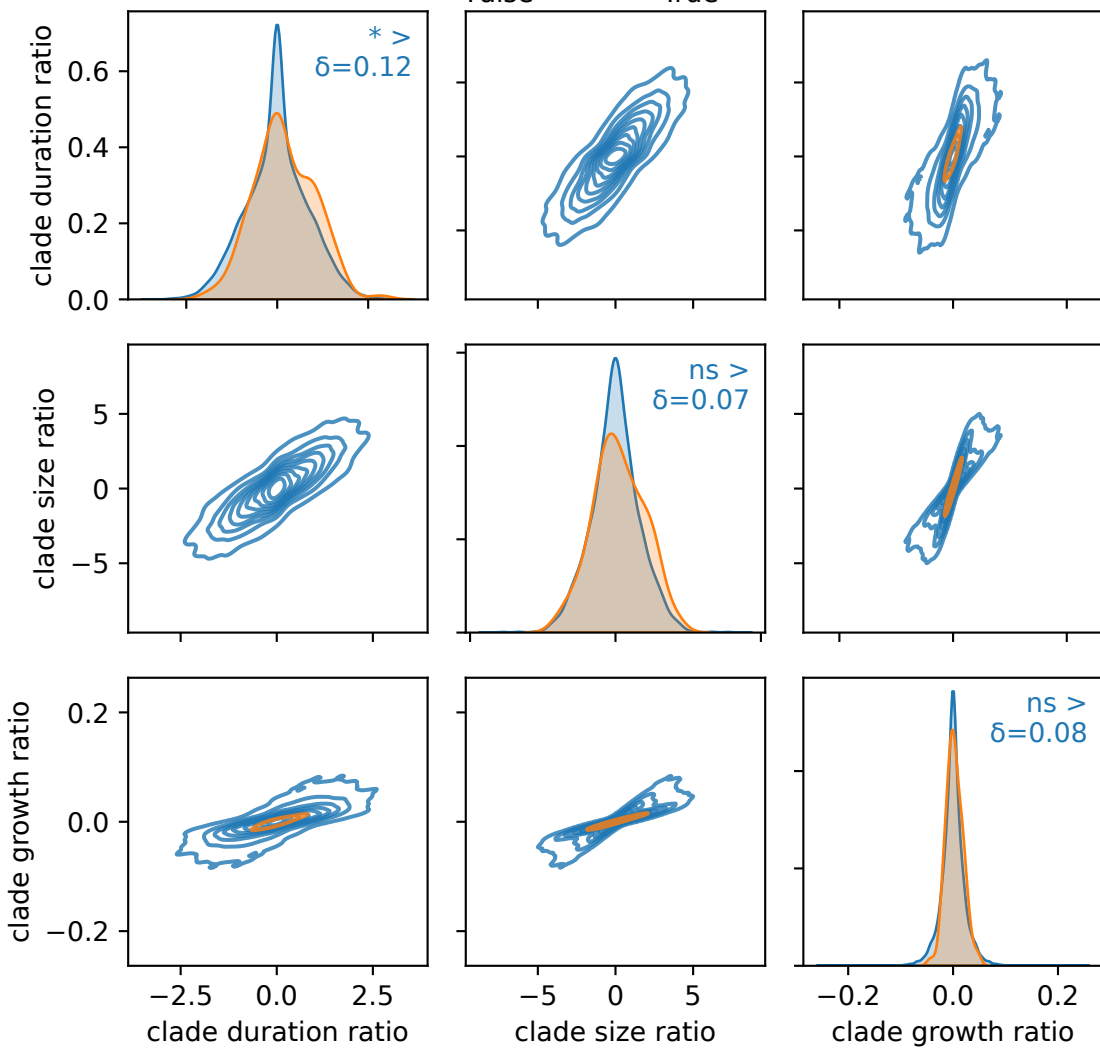 clade duration ratio
0.6
0.4
0.2
0.0
* >
δ=0.12
clade size ratio
5
0
−5
ns >
δ=0.07
clade growth ratio
0.2
0.0
−0.2
ns >
δ=0.08
−2.5 0.0 2.5
−5 0 5
−0.2 0.0 0.2
clade duration ratio
clade size ratio
clade growth ratio